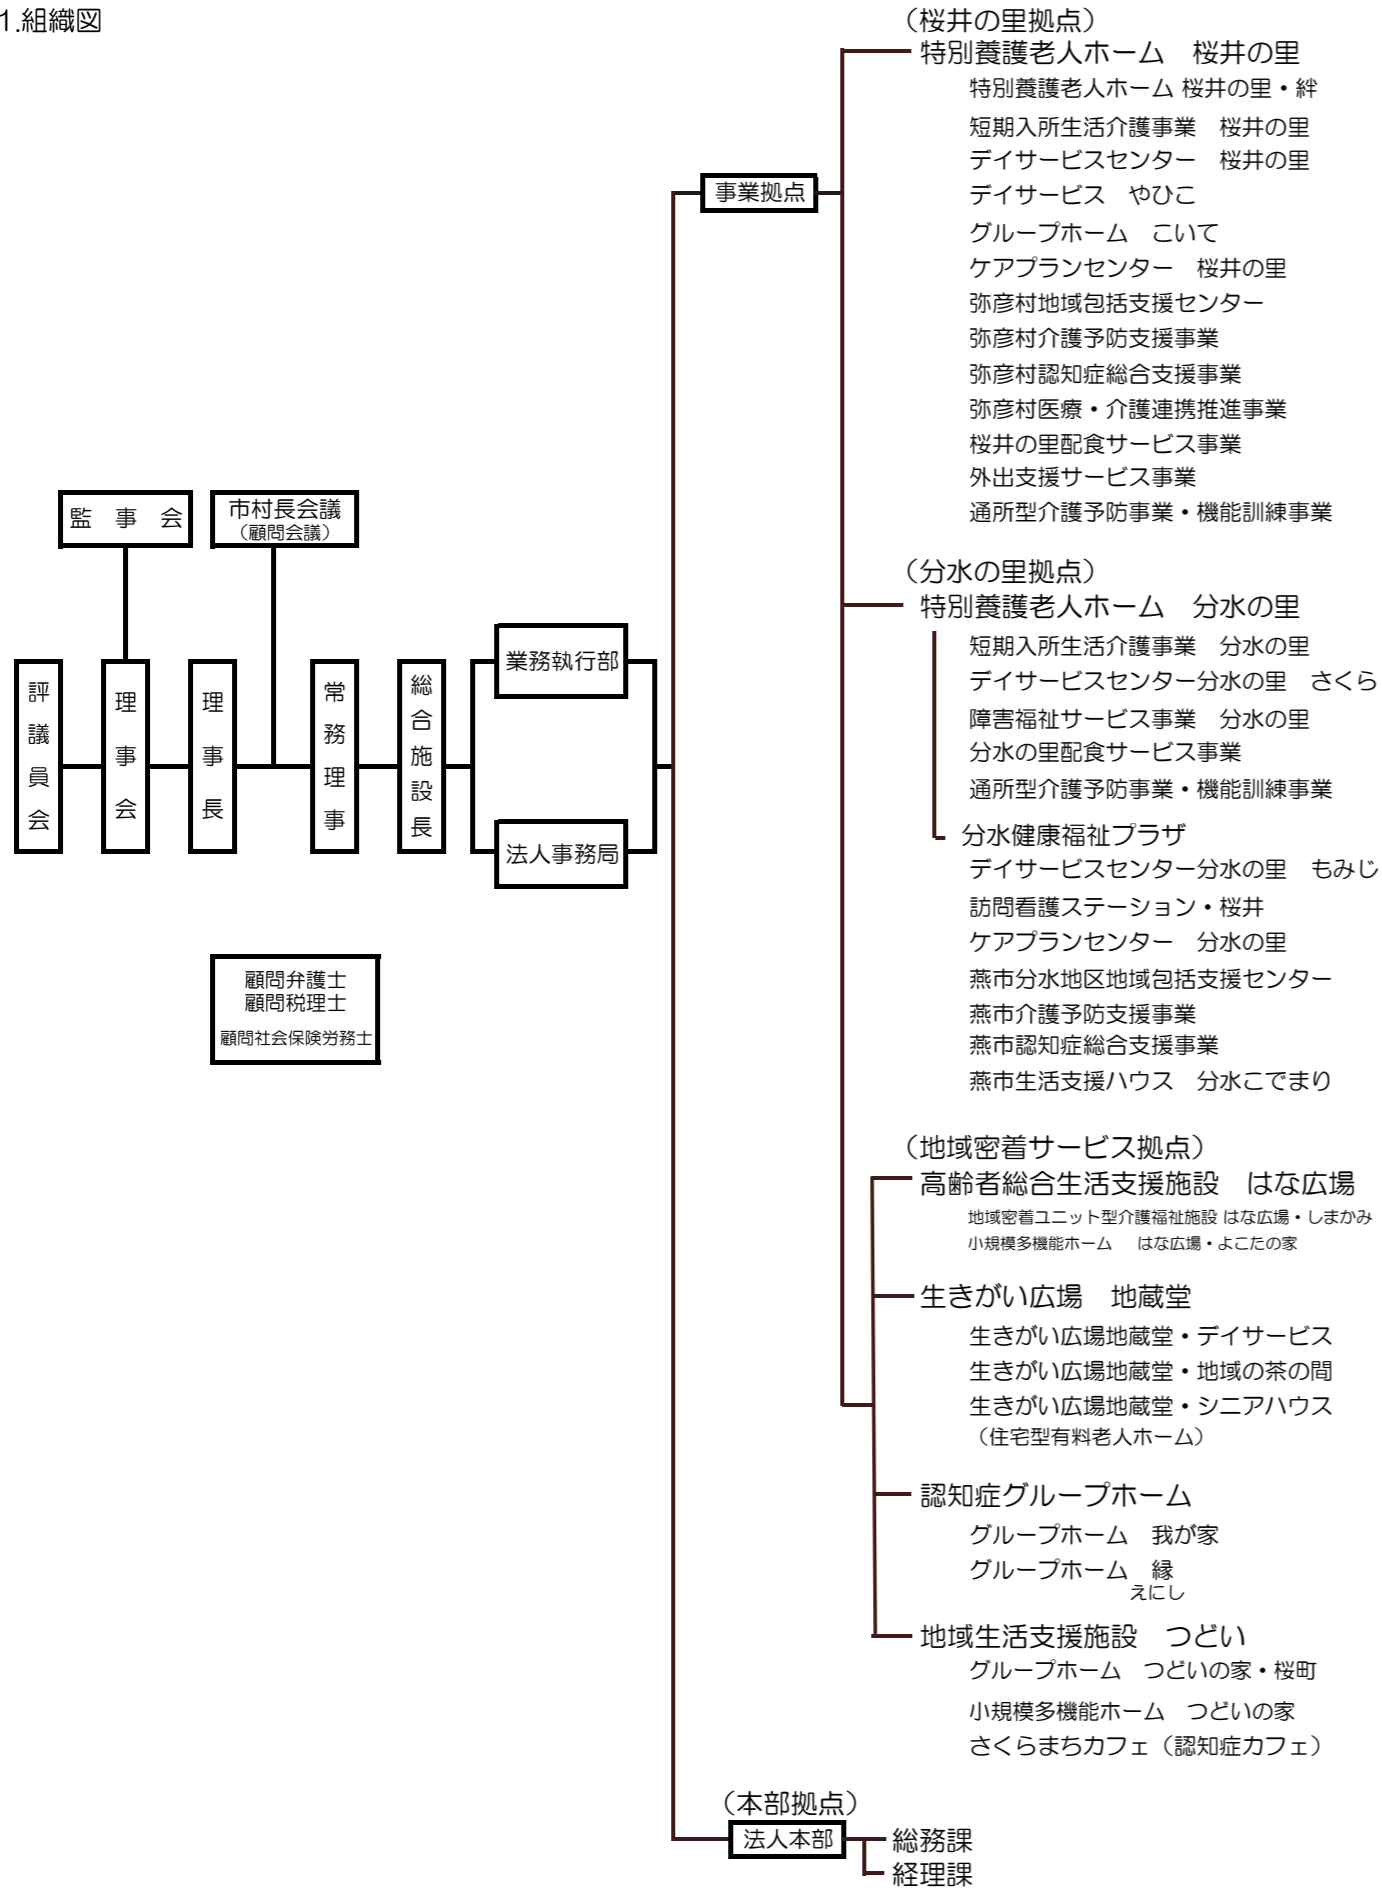 1.組織図
監　事　会
市村長会議
（顧問会議）
評議員会
理事会
理事長
常務理事
総合施設長
業務執行部
法人事務局
顧問弁護士
顧問税理士
顧問社会保険労務士
事業拠点
（桜井の里拠点）
特別養護老人ホーム　桜井の里
特別養護老人ホーム 桜井の里・絆
短期入所生活介護事業　桜井の里
デイサービスセンター　桜井の里
デイサービス　やひこ
グループホーム　こいて
ケアプランセンター　桜井の里
弥彦村地域包括支援センター
弥彦村介護予防支援事業
弥彦村認知症総合支援事業
弥彦村医療・介護連携推進事業
桜井の里配食サービス事業
外出支援サービス事業
通所型介護予防事業・機能訓練事業
（分水の里拠点）
特別養護老人ホーム　分水の里
短期入所生活介護事業　分水の里
デイサービスセンター分水の里　さくら
障害福祉サービス事業　分水の里
分水の里配食サービス事業
通所型介護予防事業・機能訓練事業
分水健康福祉プラザ
デイサービスセンター分水の里　もみじ
訪問看護ステーション・桜井
ケアプランセンター　分水の里
燕市分水地区地域包括支援センター
燕市介護予防支援事業
燕市認知症総合支援事業
燕市生活支援ハウス　分水こでまり
（地域密着サービス拠点）
高齢者総合生活支援施設　はな広場
地域密着ユニット型介護福祉施設 はな広場・しまかみ
小規模多機能ホーム　はな広場・よこたの家
生きがい広場　地蔵堂
生きがい広場地蔵堂・デイサービス
生きがい広場地蔵堂・地域の茶の間
生きがい広場地蔵堂・シニアハウス
（住宅型有料老人ホーム）
認知症グループホーム
グループホーム　我が家
グループホーム　縁
えにし
地域生活支援施設　つどい
グループホーム　つどいの家・桜町
小規模多機能ホーム　つどいの家
さくらまちカフェ（認知症カフェ）
（本部拠点）
法人本部
総務課
経理課